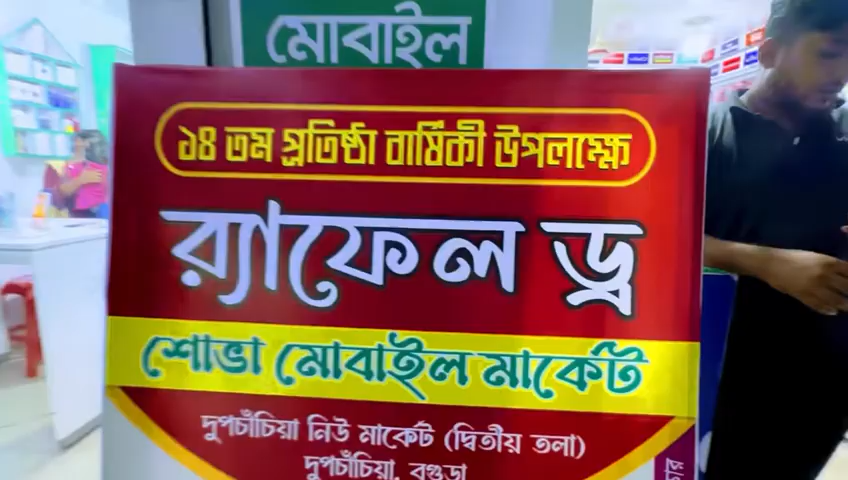 মোবাইল
১৪ তম প্রতিষ্ঠা বার্ষিকী উপলক্ষে
র‍্যাফেল ড্র
শোভা মোবাইল মার্কেট
দুপচাঁচিয়া নিউ মার্কেট (দ্বিতীয় তলা)
দুপচাঁচিয়া, বগুড়া